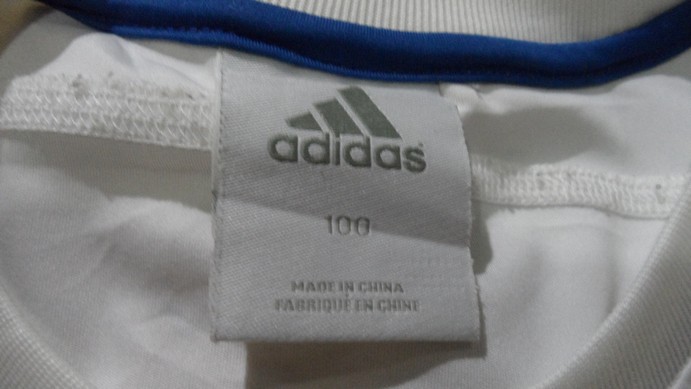 adidas
100
MADE IN CHINA
FABRIQUÉ EN CHINE